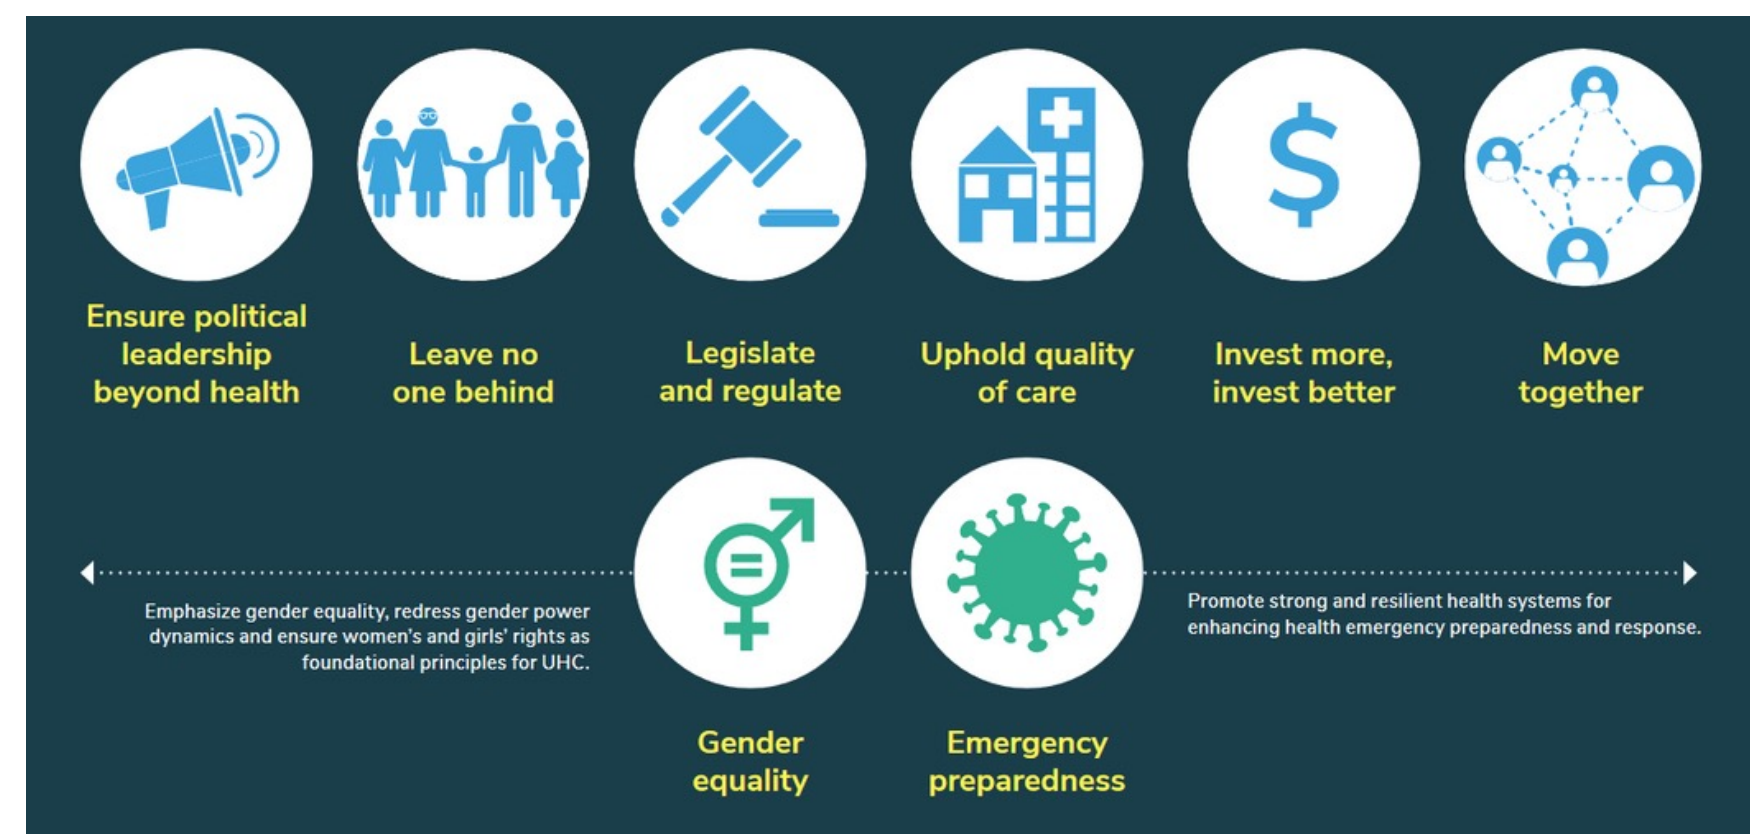 Ensure political
leadership
beyond health
Leave no
one behind
Legislate
and regulate
Uphold quality
of care
Invest more,
invest better
Move
together
Emphasize gender equality, redress gender power
dynamics and ensure women's and girls' rights as
foundational principles for UHC.
Promote strong and resilient health systems for
enhancing health emergency preparedness and response.
Gender
equality
Emergency
preparedness